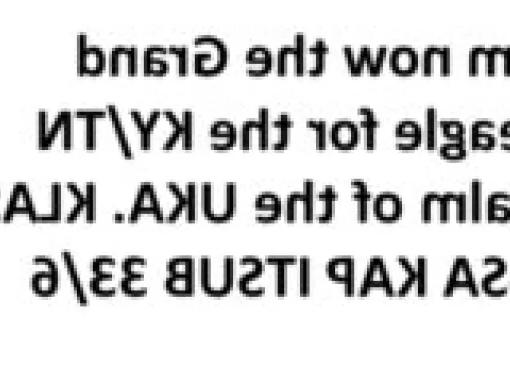 m now the Grand
eagle for the KY/TN
alm of the UKA. KLA
SA KAP ITSUB 33/6